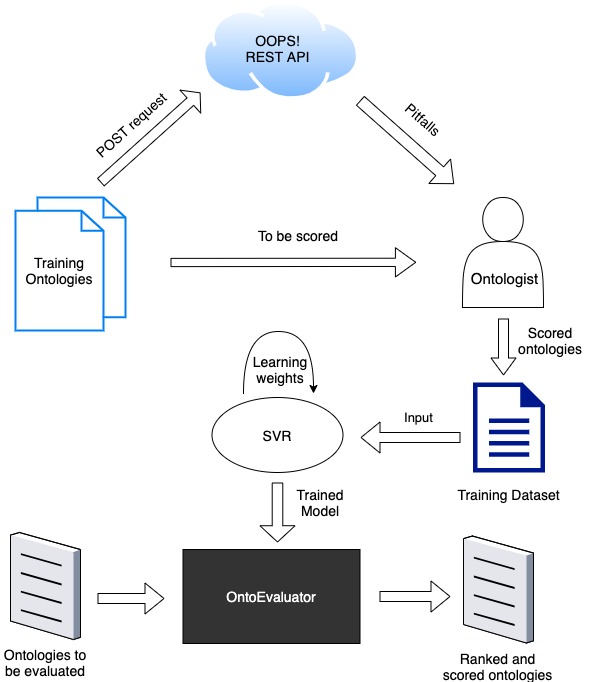 OOPS!
REST API
POST request
Pitfalls
Training
Ontologies
To be scored
Ontologist
Scored
ontologies
Learning
weights
SVR
Input
Training Dataset
Trained
Model
OntoEvaluator
Ontologies to
be evaluated
Ranked and
scored ontologies